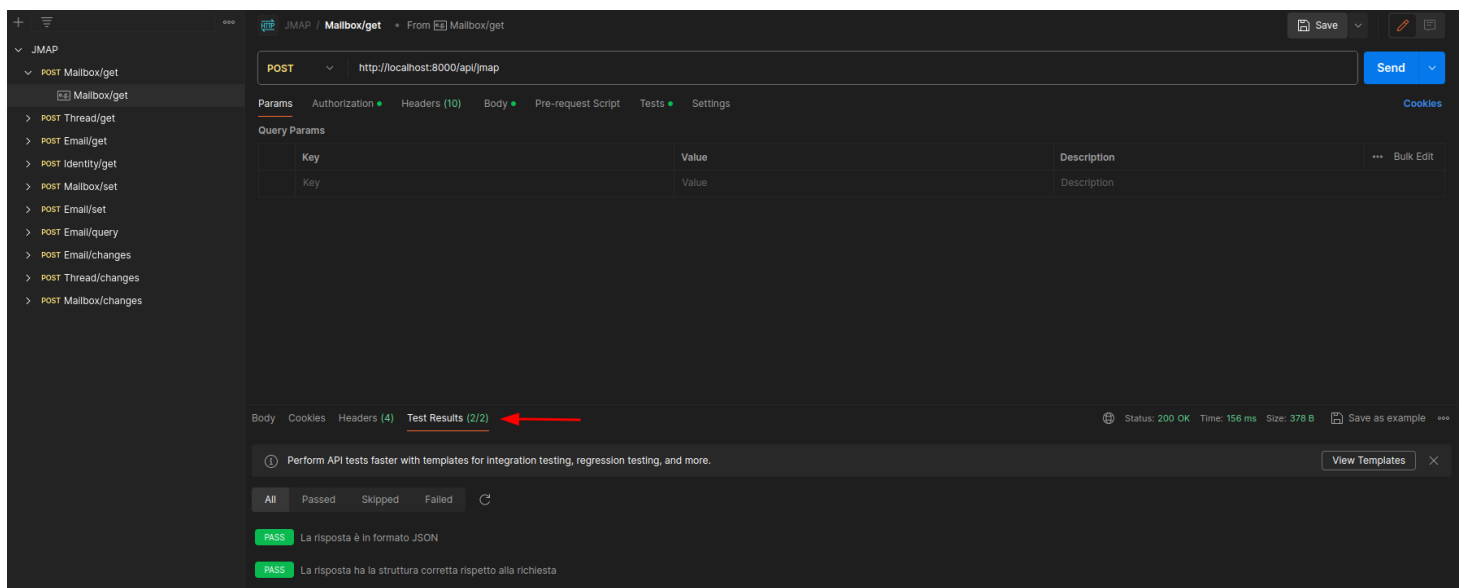 JMAP / Mailbox/get • From e.g. Mailbox/get
Save
JMAP
POST Mailbox/get
e.g. Mailbox/get
POST Thread/get
POST Email/get
POST Identity/get
POST Mailbox/set
POST Email/set
POST Email/query
POST Email/changes
POST Thread/changes
POST Mailbox/changes
POST http://localhost:8000/api/jmap
Send
Params Authorization Headers (10) Body Pre-request Script Tests Settings
Cookies
Query Params
Key Value Description ••• Bulk Edit
Key Value Description
Body Cookies Headers (4) Test Results (2/2)
Status: 200 OK Time: 156 ms Size: 378 B Save as example
Perform API tests faster with templates for integration testing, regression testing, and more.
View Templates
All Passed Skipped Failed
PASS La risposta è in formato JSON
PASS La risposta ha la struttura corretta rispetto alla richiesta